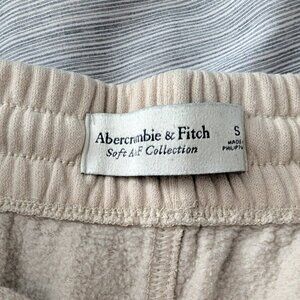 Abercrombie & Fitch
Soft A&F Collection
S
MADE